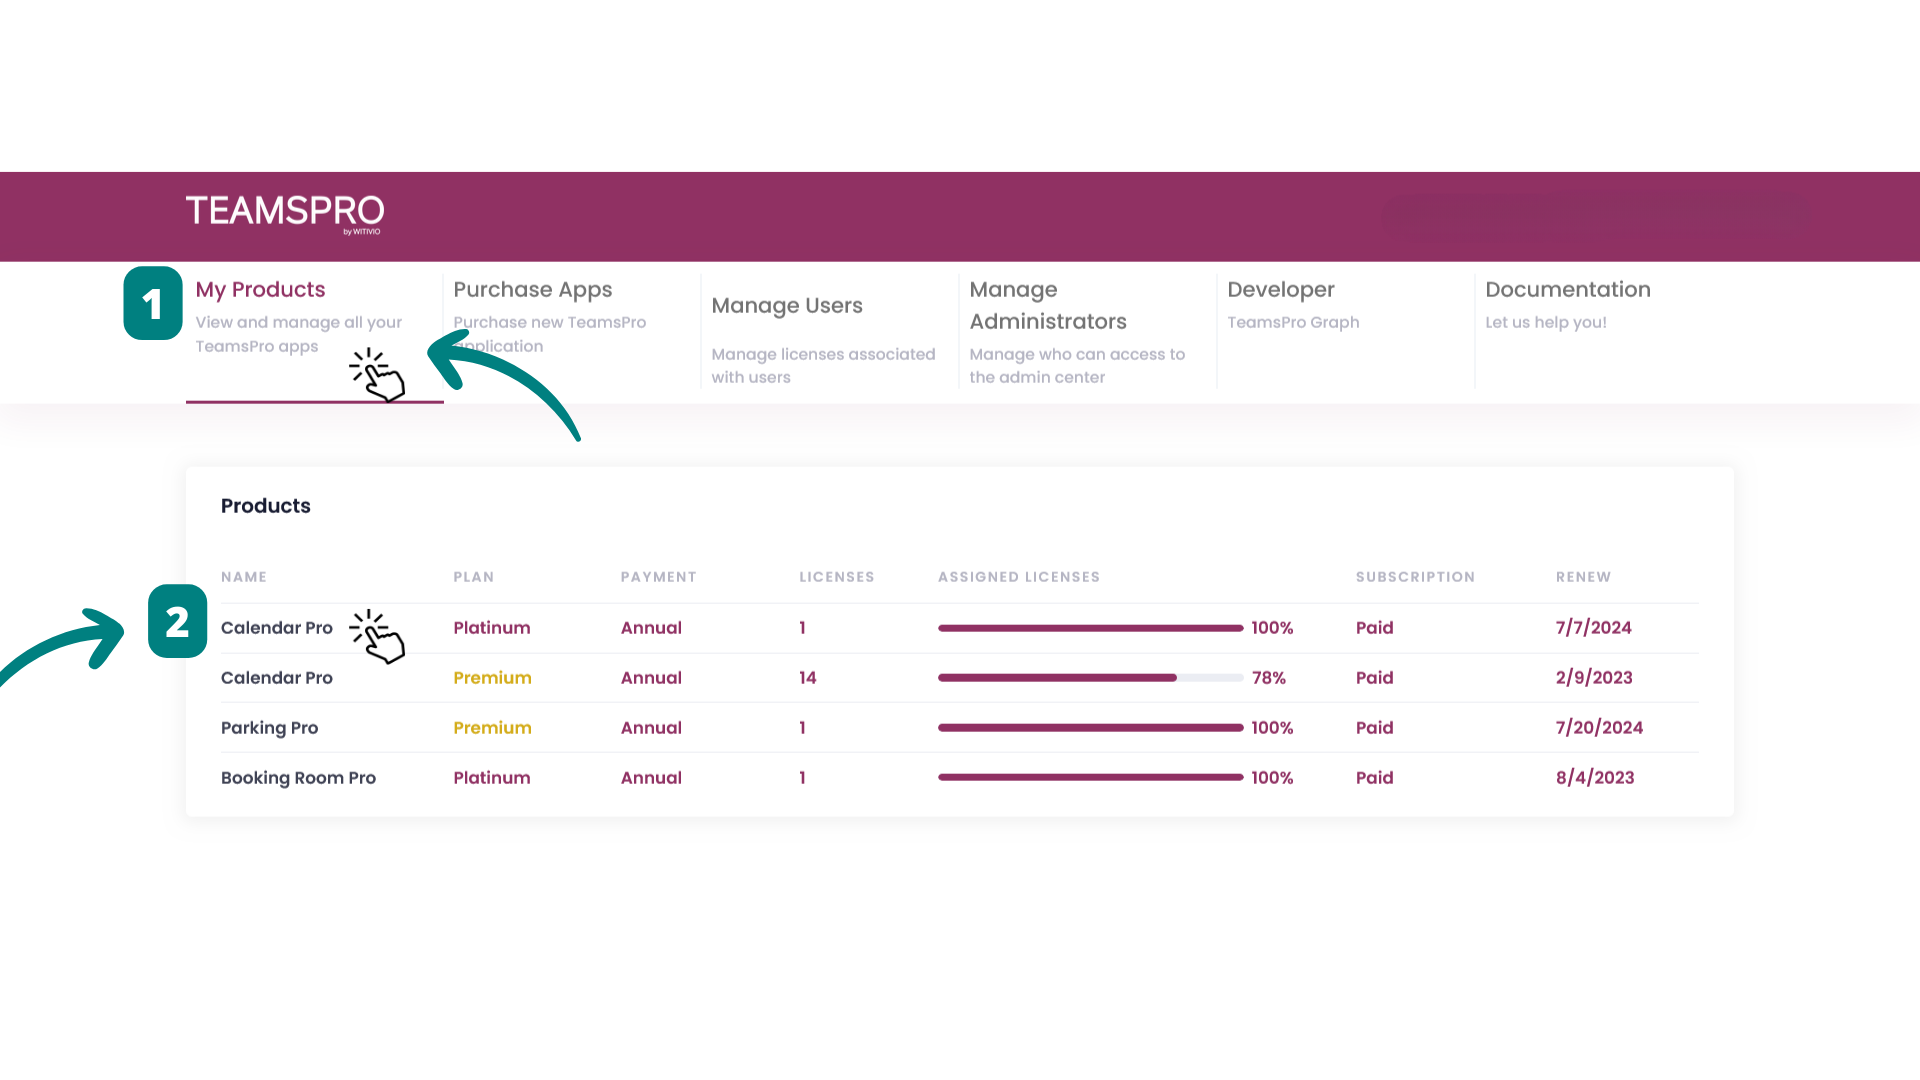 TEAMSPRO
by WITIVIO
1
My Products
View and manage all your
TeamsPro apps
Purchase Apps
Purchase new TeamsPro
application
Manage Users
Manage licenses associated
with users
Manage
Administrators
Manage who can access to
the admin center
Developer
TeamsPro Graph
Documentation
Let us help you!
Products
NAME PLAN PAYMENT LICENSES ASSIGNED LICENSES SUBSCRIPTION RENEW
2
Calendar Pro Platinum Annual 1 100% Paid 7/7/2024
Calendar Pro Premium Annual 14 78% Paid 2/9/2023
Parking Pro Premium Annual 1 100% Paid 7/20/2024
Booking Room Pro Platinum Annual 1 100% Paid 8/4/2023